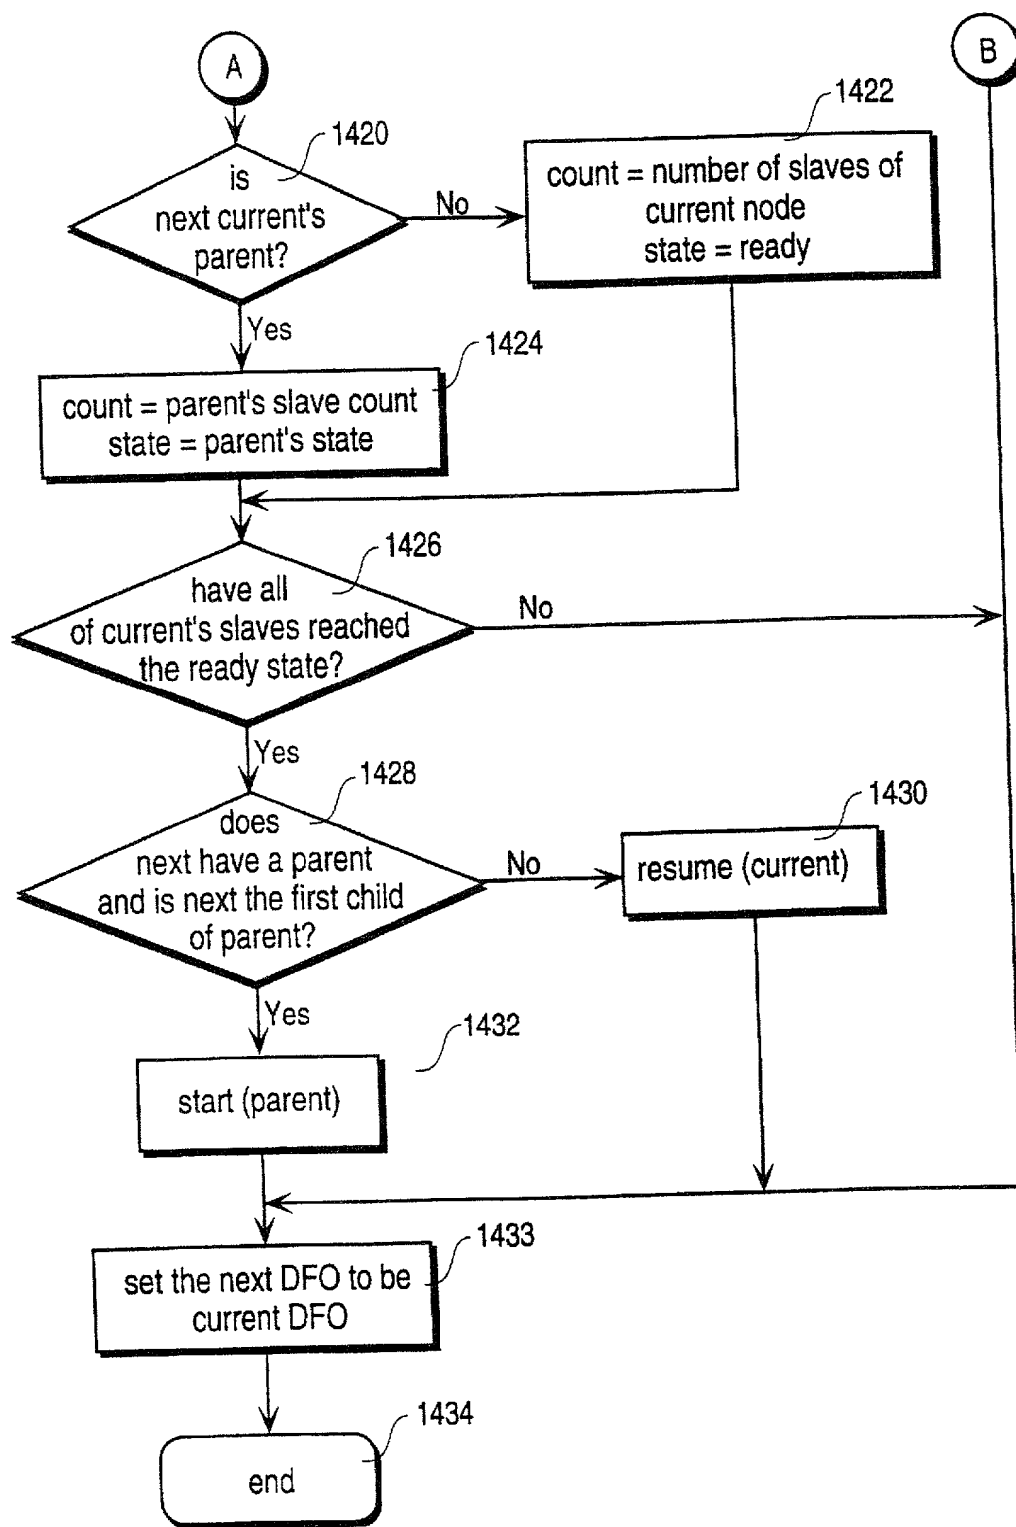 A
B
1420
1422
is
next current's
parent?
No
count = number of slaves of
current node
state = ready
Yes
1424
count = parent's slave count
state = parent's state
1426
have all
of current's slaves reached
the ready state?
No
Yes
1428
does
next have a parent
and is next the first child
of parent?
No
1430
resume (current)
Yes
1432
start (parent)
1433
set the next DFO to be
current DFO
1434
end